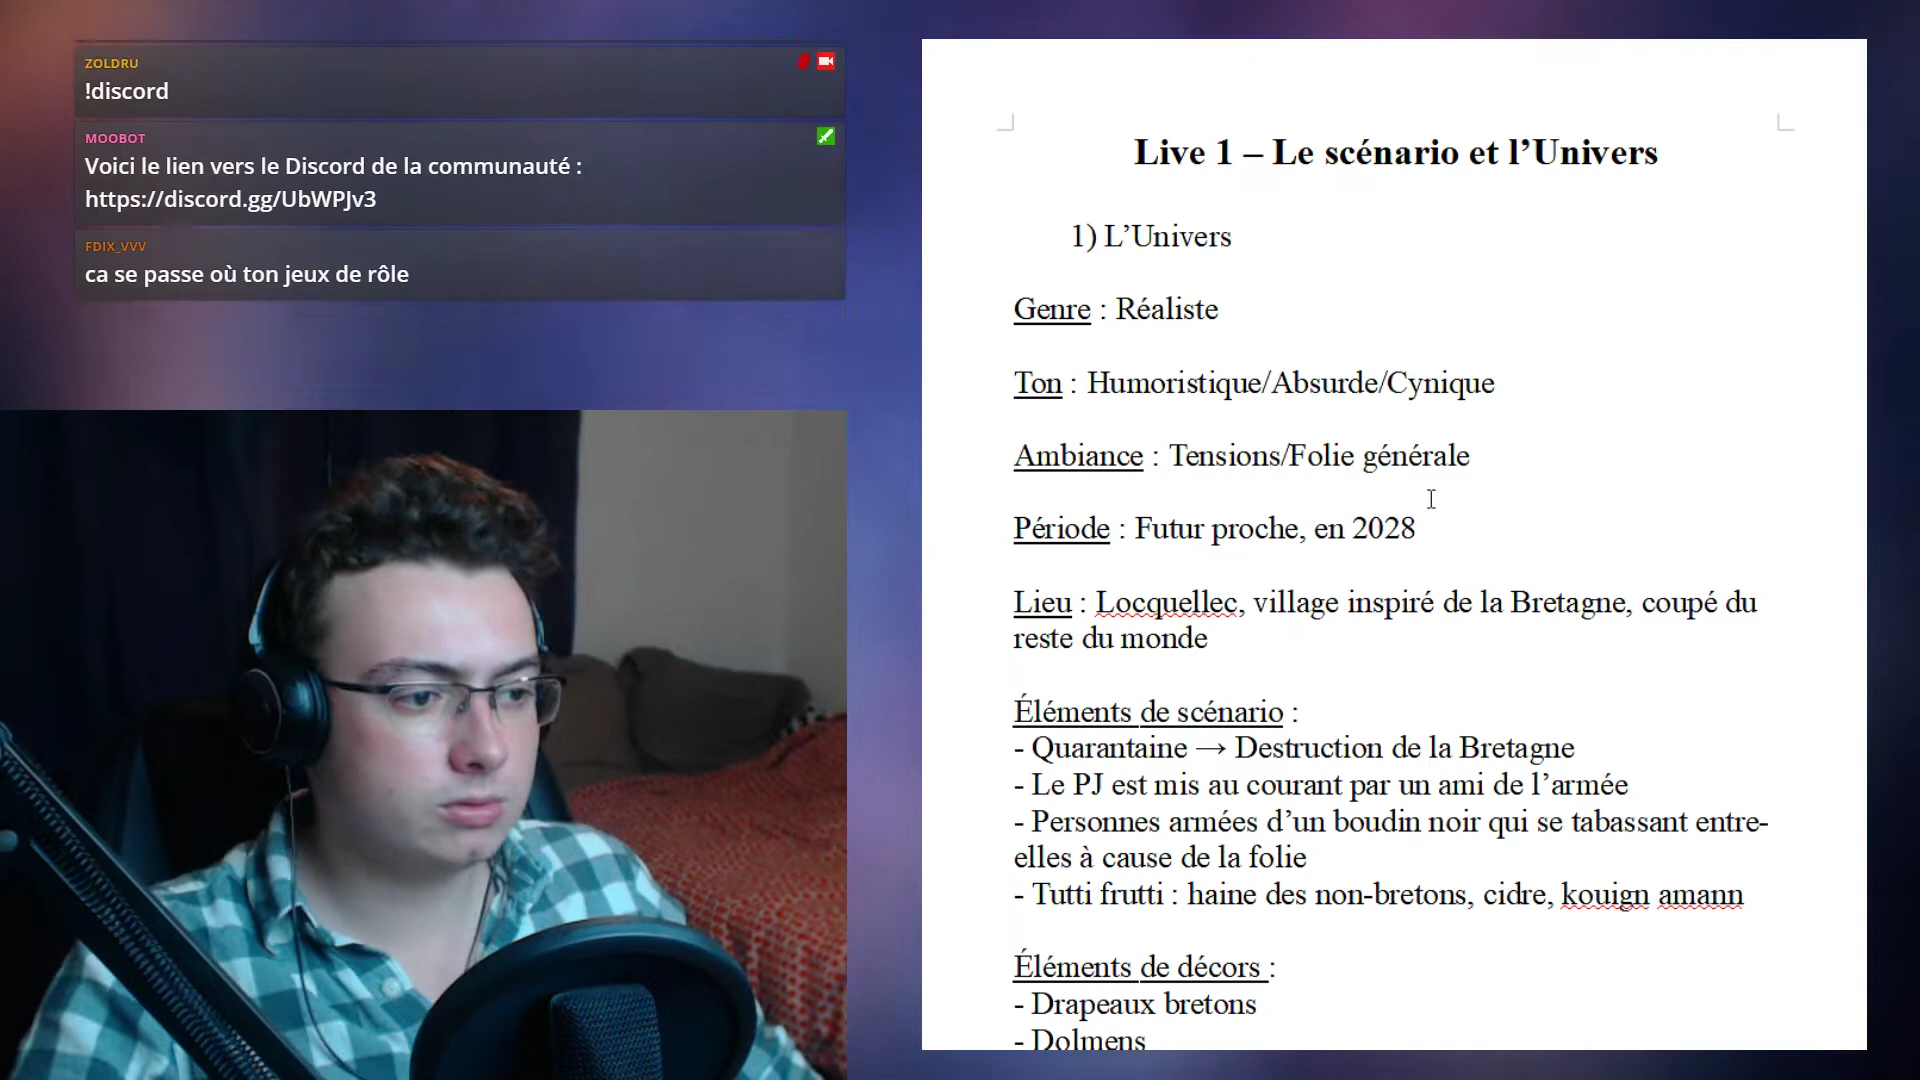 ZOLDRU
!discord
MOOBOT
Voici le lien vers le Discord de la communauté :
https://discord.gg/UbWPJv3
FDIX_VVV
ca se passe où ton jeux de rôle
Live 1 – Le scénario et l’Univers
1) L’Univers
Genre : Réaliste
Ton : Humoristique/Absurde/Cynique
Ambiance : Tensions/Folie générale
Période : Futur proche, en 2028
Lieu : Locquellec, village inspiré de la Bretagne, coupé du
reste du monde
Éléments de scénario :
- Quarantaine → Destruction de la Bretagne
- Le PJ est mis au courant par un ami de l’armée
- Personnes armées d’un boudin noir qui se tabassant entre-
elles à cause de la folie
- Tutti frutti : haine des non-bretons, cidre, kouign amann
Éléments de décors :
- Drapeaux bretons
- Dolmens